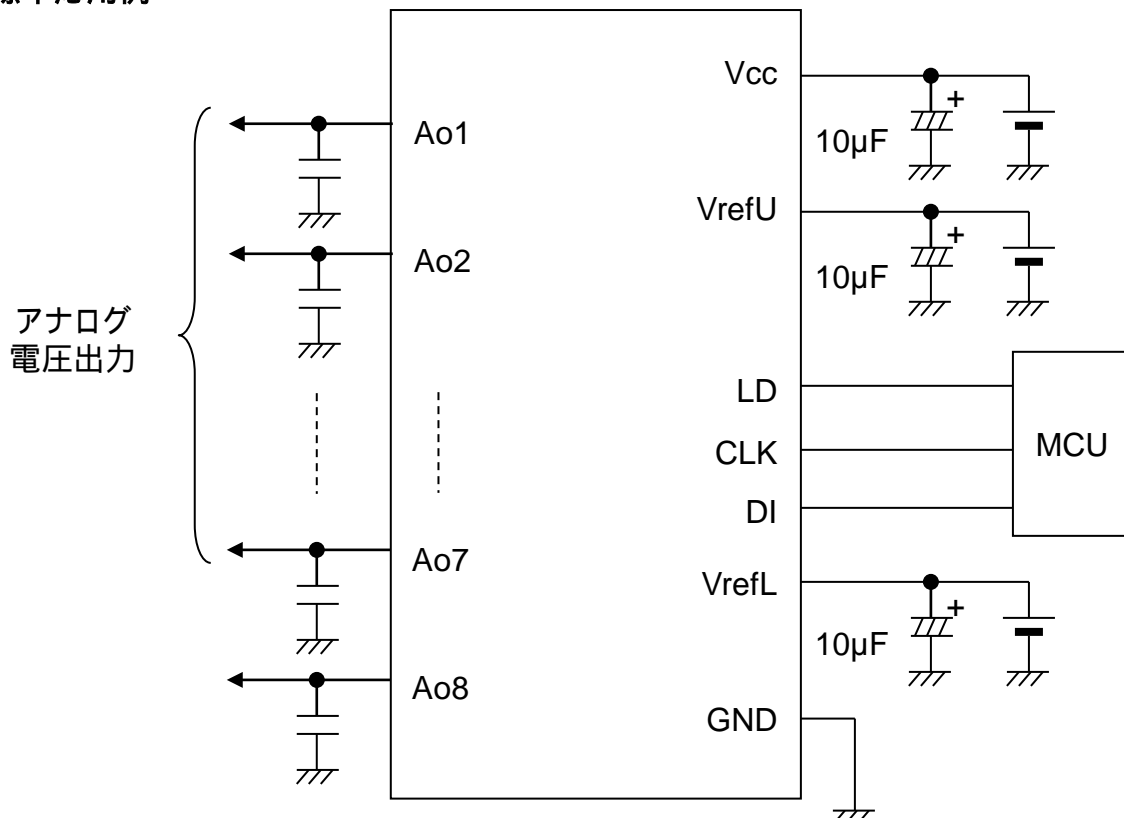 Vcc
+
10µF
Ao1
VrefU
+
10µF
Ao2
アナログ
電圧出力
LD
CLK
MCU
DI
Ao7
VrefL
+
10µF
Ao8
GND